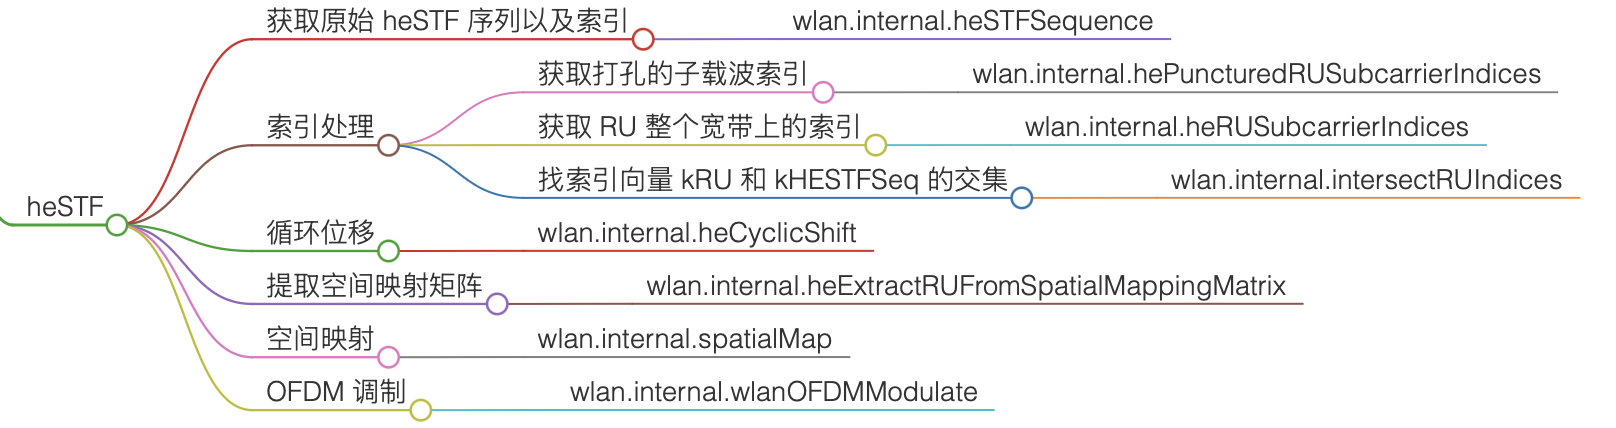 获取原始 heSTF 序列以及索引 wlan.internal.heSTFSequence
获取打孔的子载波索引 wlan.internal.hePuncturedRUSubcarrierIndices
索引处理 获取 RU 整个宽带上的索引 wlan.internal.heRUSubcarrierIndices
找索引向量 kRU 和 kHESTFSeq 的交集 wlan.internal.intersectRUIndices
heSTF
循环位移 wlan.internal.heCyclicShift
提取空间映射矩阵 wlan.internal.heExtractRUFromSpatialMappingMatrix
空间映射 wlan.internal.spatialMap
OFDM 调制 wlan.internal.wlanOFDMModulate